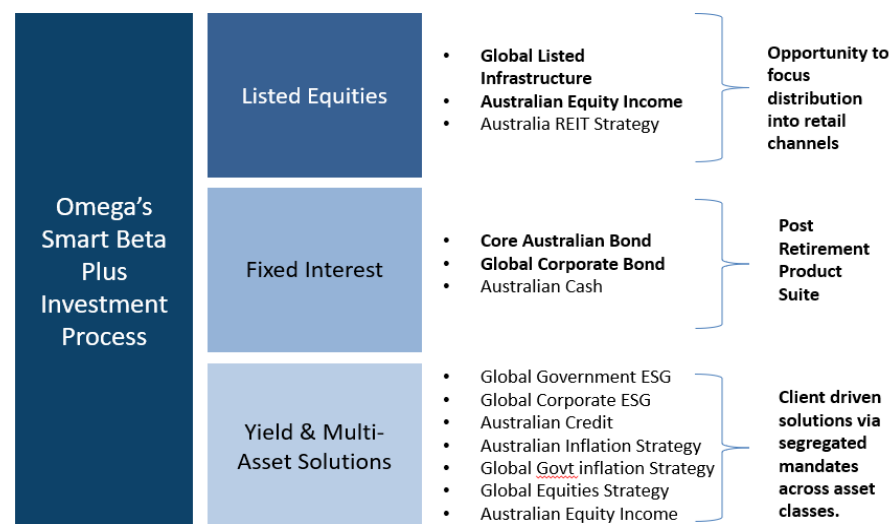 Omega's
Smart Beta
Plus
Investment
Process
Listed Equities
• Global Listed
Infrastructure
• Australian Equity Income
• Australia REIT Strategy
Opportunity to
focus
distribution
into retail
channels
Fixed Interest
• Core Australian Bond
• Global Corporate Bond
• Australian Cash
Post
Retirement
Product
Suite
Yield & Multi-
Asset Solutions
• Global Government ESG
• Global Corporate ESG
• Australian Credit
• Australian Inflation Strategy
• Global Govt inflation Strategy
• Global Equities Strategy
• Australian Equity Income
Client driven
solutions via
segregated
mandates
across asset
classes.